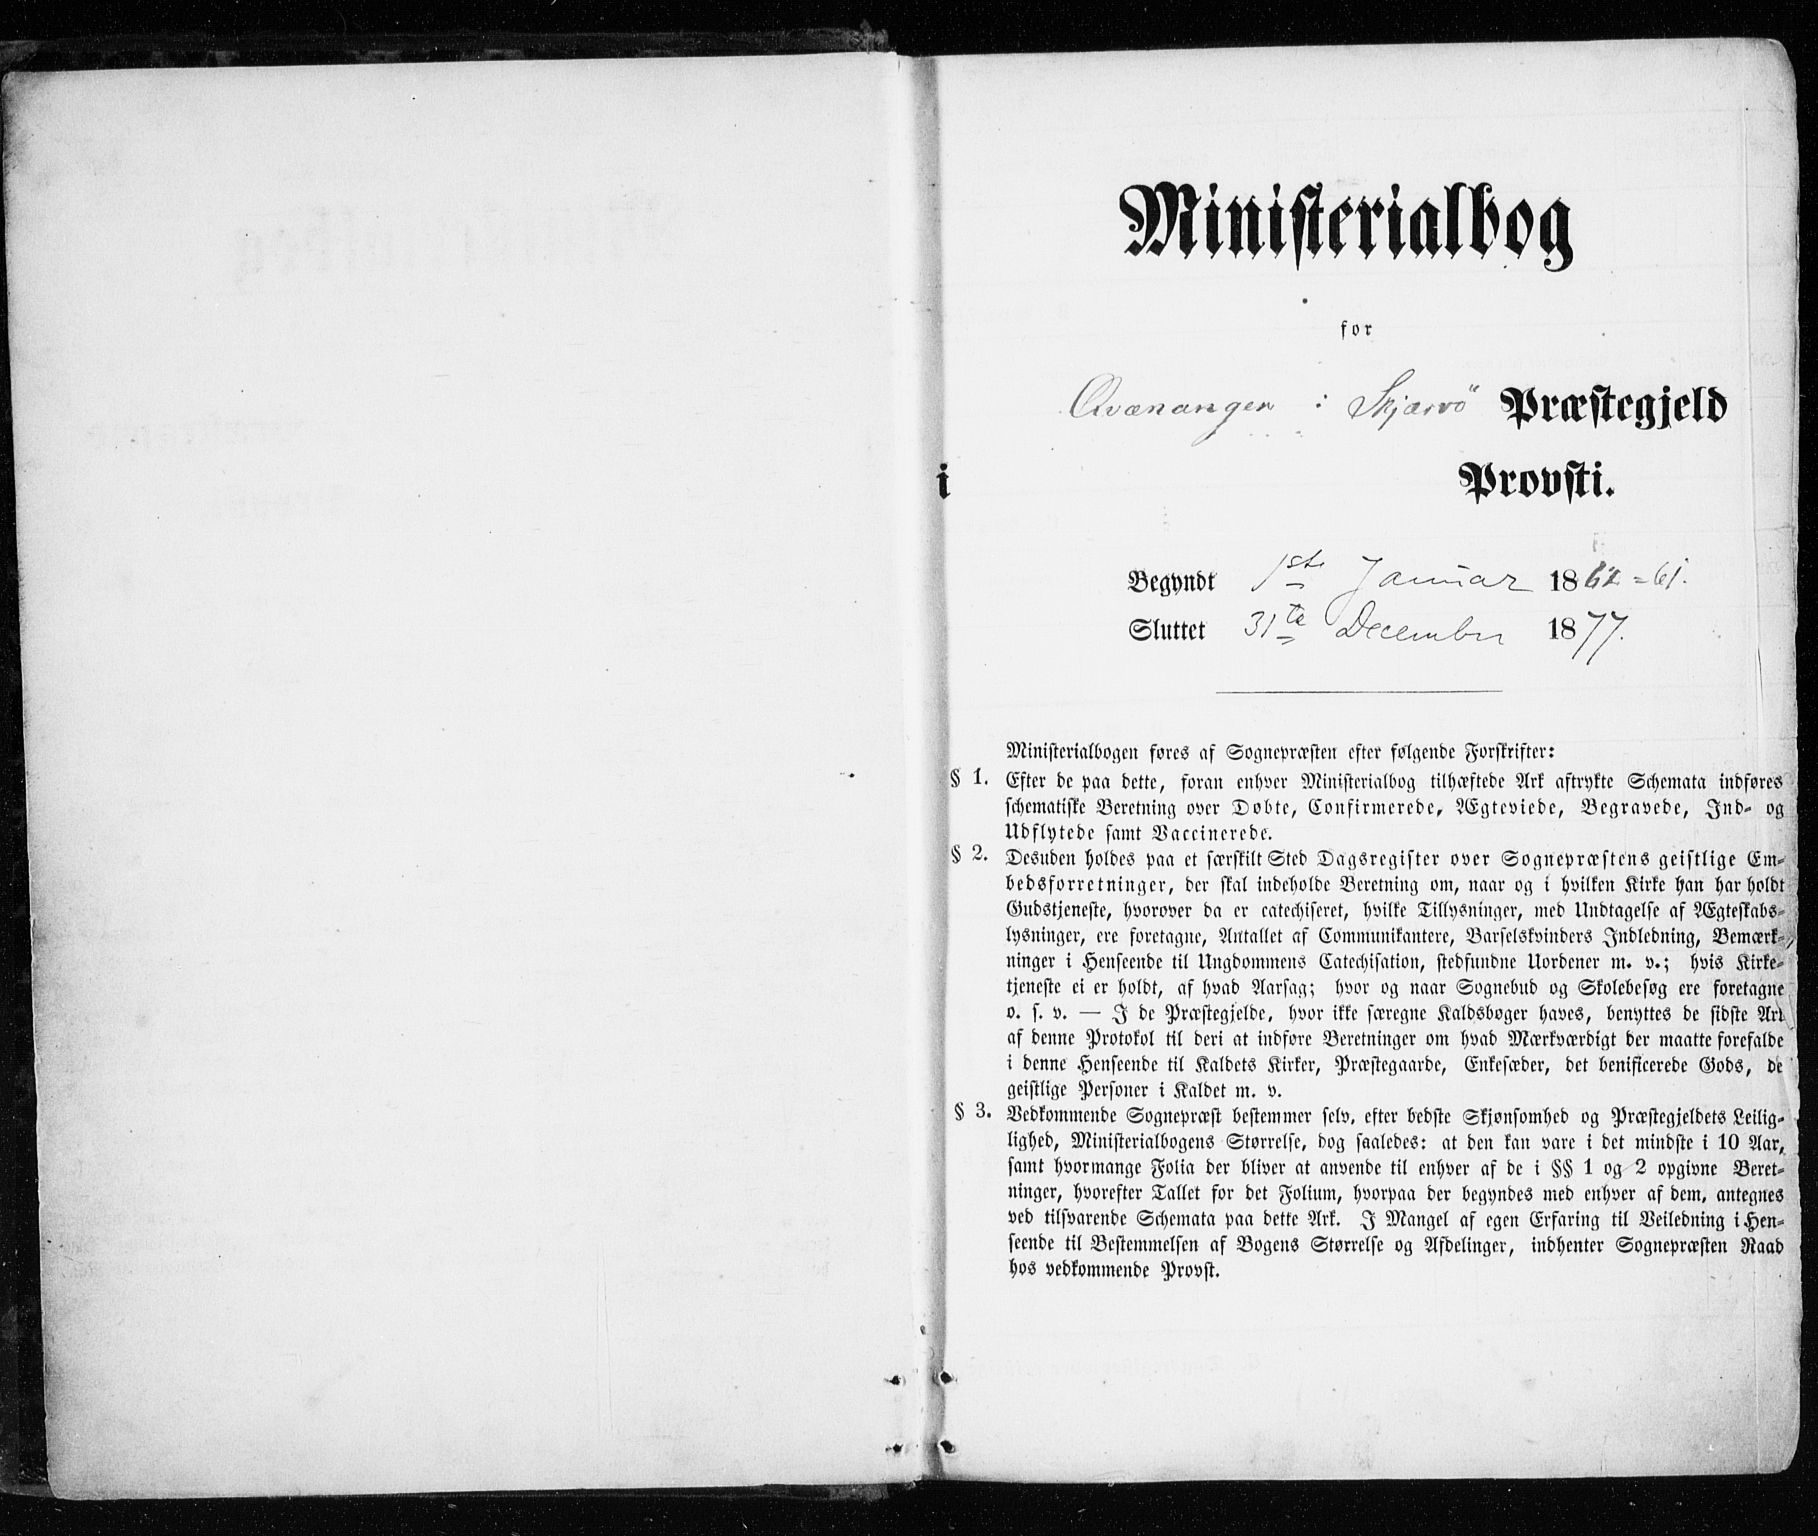 Ministerialbog
for
Qvænangen i Skjærvö Præstegjeld
i Provsti.
Begyndt 1ste Januar 1862=61.
Sluttet 31te December 1877.
Ministerialbogen føres af Sognepræsten efter følgende Forskrifter:
§ 1. Efter de paa dette, foran enhver Ministerialbog tilhæftede Ark aftrykte Schemata indføres
schematiske Beretning over Døbte, Confirmerede, Ægteviede, Begravede, Ind- og
Udflytede samt Vaccinerede.
§ 2. Desuden holdes paa et særskilt Sted Dagsregister over Sognepræstens geistlige Em-
bedsforretninger, der skal indeholde Beretning om, naar og i hvilken Kirke han har holdt
Gudstjeneste, hvorover da er catechiseret, hvilke Tillysninger, med Undtagelse af Ægteskabs-
lysninger, ere foretagne, Antallet af Communikantere, Barselskvinders Indledning, Bemærk-
ninger i Henseende til Ungdommens Catechisation, stedfundne Uordener m. v.; hvis Kirke-
tjeneste ei er holdt, af hvad Aarsag; hvor og naar Sognebud og Skolebesøg ere foretagne
o. s. v. — I de Præstegjelde, hvor ikke særegne Kaldsbøger haves, benyttes de sidste Ark
af denne Protokol til deri at indføre Beretninger om hvad Mærkværdigt der maatte forefalde
i denne Henseende til Kaldets Kirker, Præstegaarde, Enkesæder, det benificerede Gods, de
geistlige Personer i Kaldet m. v.
§ 3. Vedkommende Sognepræst bestemmer selv, efter bedste Skjønsomhed og Præstegjeldets Leilig-
lighed, Ministerialbogens Størrelse, dog saaledes: at den kan vare i det mindste i 10 Aar,
samt hvormange Folia der bliver at anvende til enhver af de i §§ 1 og 2 opgivne Beret-
ninger, hvorefter Tallet for det Folium, hvorpaa der begyndes med enhver af dem, antegnes
ved tilsvarende Schemata paa dette Ark. I Mangel af egen Erfaring til Veiledning i Hen-
seende til Bestemmelsen af Bogens Størrelse og Afdelinger, indhenter Sognepræsten Raad
hos vedkommende Provst.